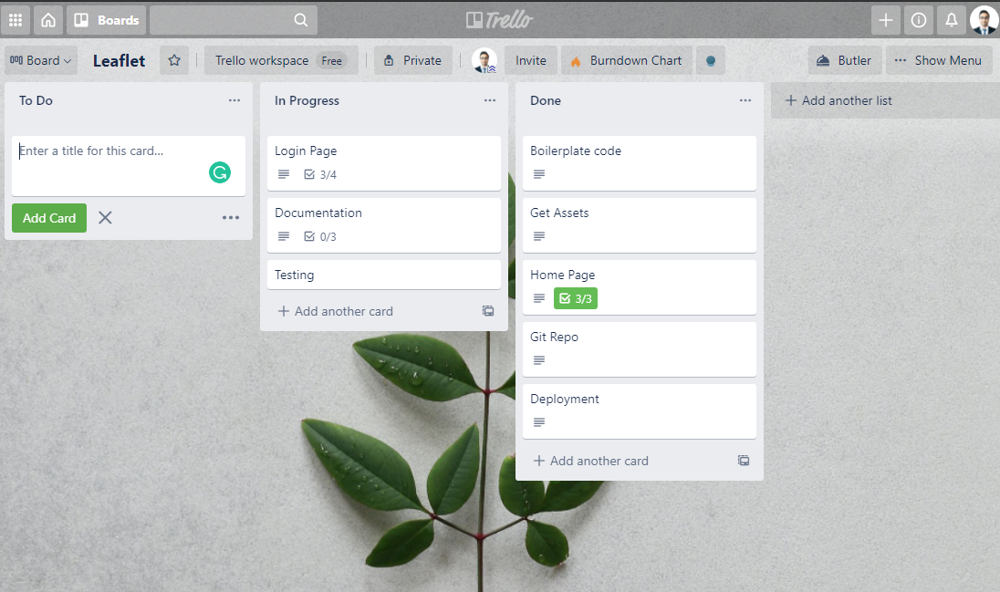 Boards
Trello
Board
Leaflet
Trello workspace Free
Private
Invite
Burndown Chart
Butler
··· Show Menu
To Do
Enter a title for this card...
Add Card
In Progress
Login Page
3/4
Documentation
0/3
Testing
+ Add another card
Done
Boilerplate code
Get Assets
Home Page
3/3
Git Repo
Deployment
+ Add another card
+ Add another list